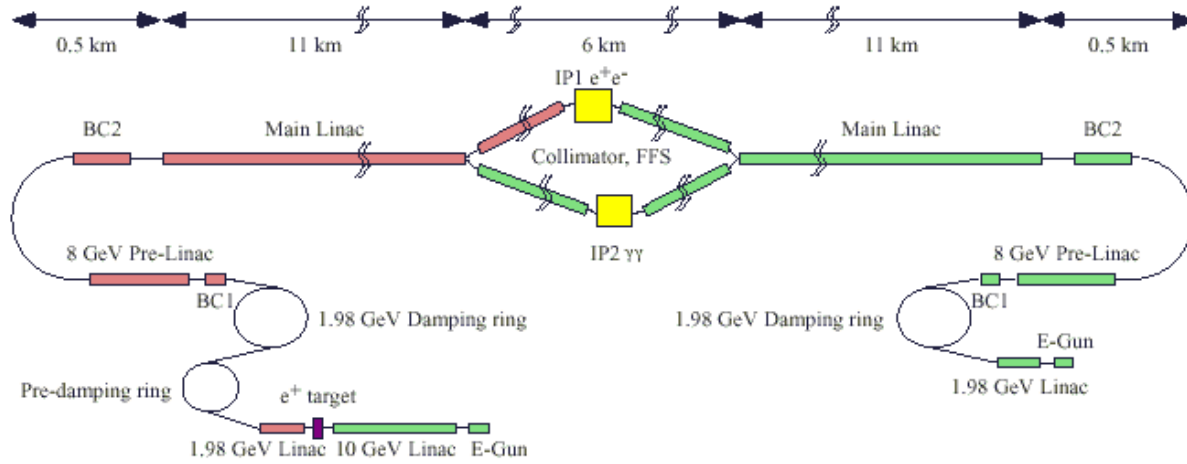 0.5 km
11 km
6 km
11 km
0.5 km
IP1 e⁺e⁻
BC2
Main Linac
Main Linac
BC2
Collimator, FFS
IP2 γγ
8 GeV Pre-Linac
8 GeV Pre-Linac
BC1
BC1
1.98 GeV Damping ring
1.98 GeV Damping ring
E-Gun
Pre-damping ring
1.98 GeV Linac
e⁺ target
1.98 GeV Linac
10 GeV Linac
E-Gun